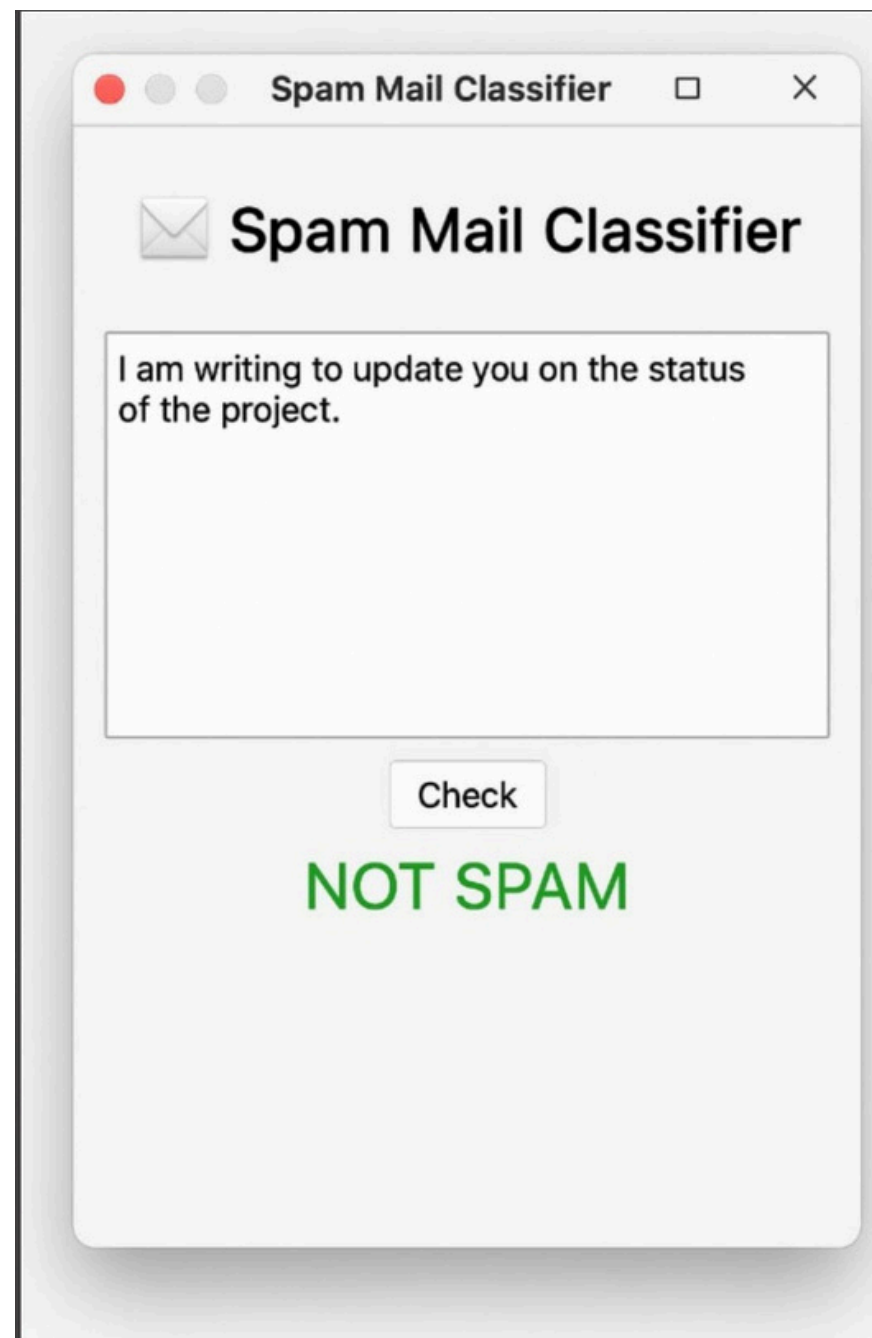 Spam Mail Classifier
Spam Mail Classifier
I am writing to update you on the status
of the project.
Check
NOT SPAM